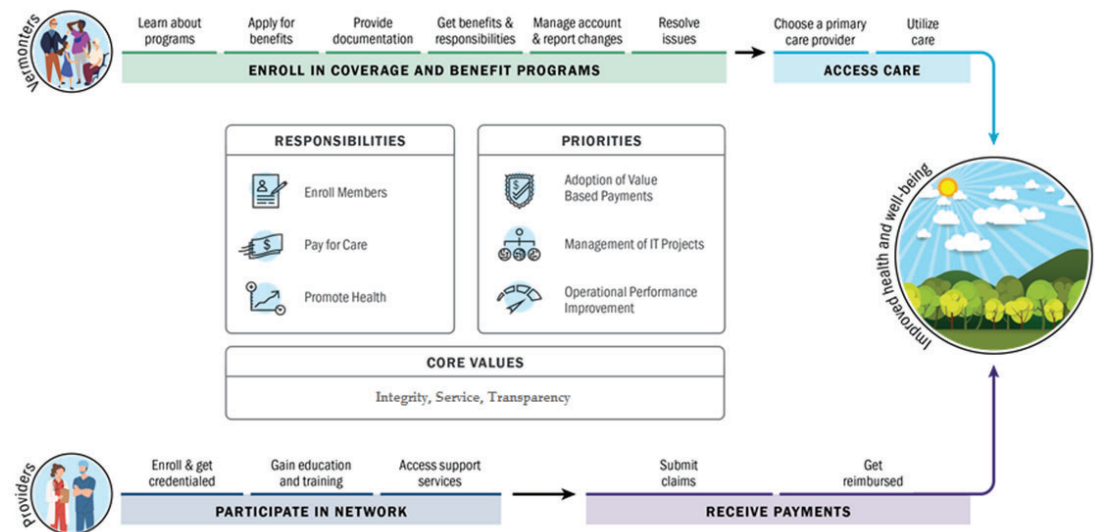 Vermonters
Learn about
programs
Apply for
benefits
Provide
documentation
Get benefits &
responsibilities
Manage account
& report changes
Resolve
issues
ENROLL IN COVERAGE AND BENEFIT PROGRAMS
Choose a primary
care provider
Utilize
care
ACCESS CARE
RESPONSIBILITIES
Enroll Members
Pay for Care
Promote Health
PRIORITIES
Adoption of Value
Based Payments
Management of IT Projects
Operational Performance
Improvement
Improved health and well-being
CORE VALUES
Integrity, Service, Transparency
Providers
Enroll & get
credentialed
Gain education
and training
Access support
services
PARTICIPATE IN NETWORK
Submit
claims
Get
reimbursed
RECEIVE PAYMENTS